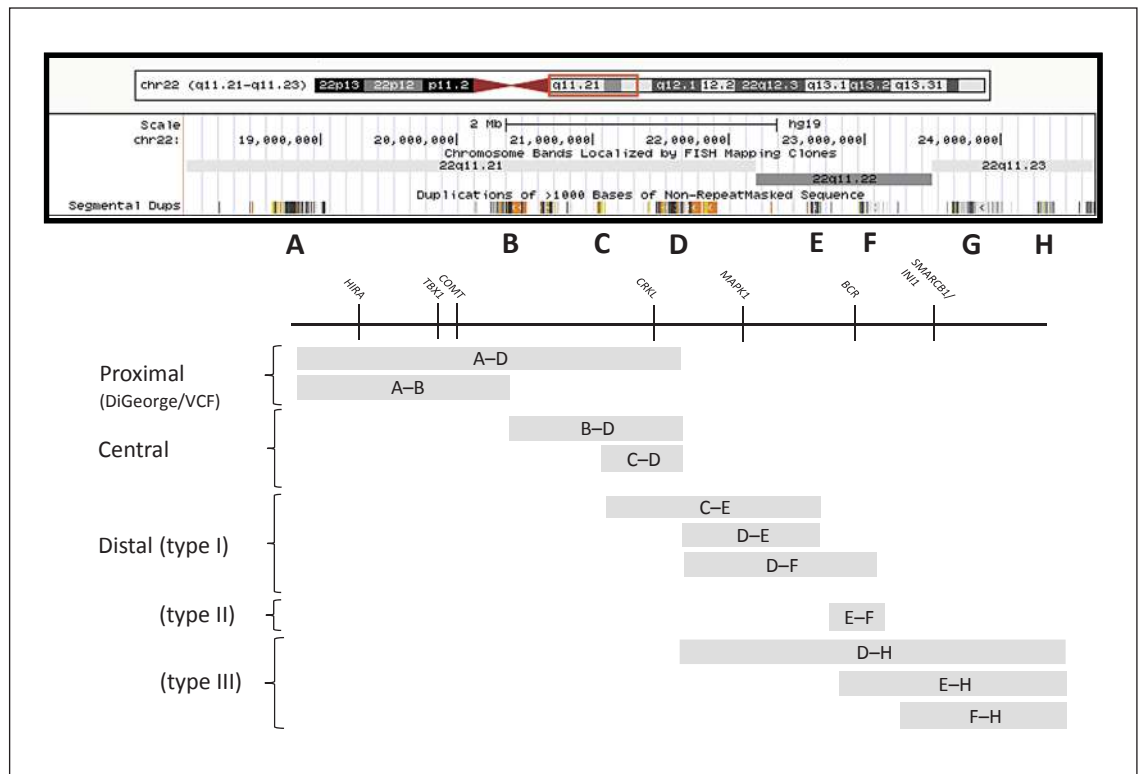 chr22 (q11.21-q11.23) 22p13 22p12 p11.2 q11.21 q12.1 12.2 22q12.3 q13.1 q13.2 q13.31
Scale 2 Mb hg19
chr22: 19,000,000| 20,000,000| 21,000,000| 22,000,000| 23,000,000| 24,000,000|
Chromosome Bands Localized by FISH Mapping Clones
22q11.21 22q11.23
22q11.22
Duplications of >1000 Bases of Non-RepeatMasked Sequence
Segmental Dups
A B C D E F G H
HIRA TBX1 COMT CRKL MAPK1 BCR SMARCB1/
INI1
A–D
Proximal
(DiGeorge/VCF)
A–B
B–D
Central
C–D
C–E
Distal (type I)
D–E
D–F
(type II) E–F
D–H
(type III) E–H
F–H